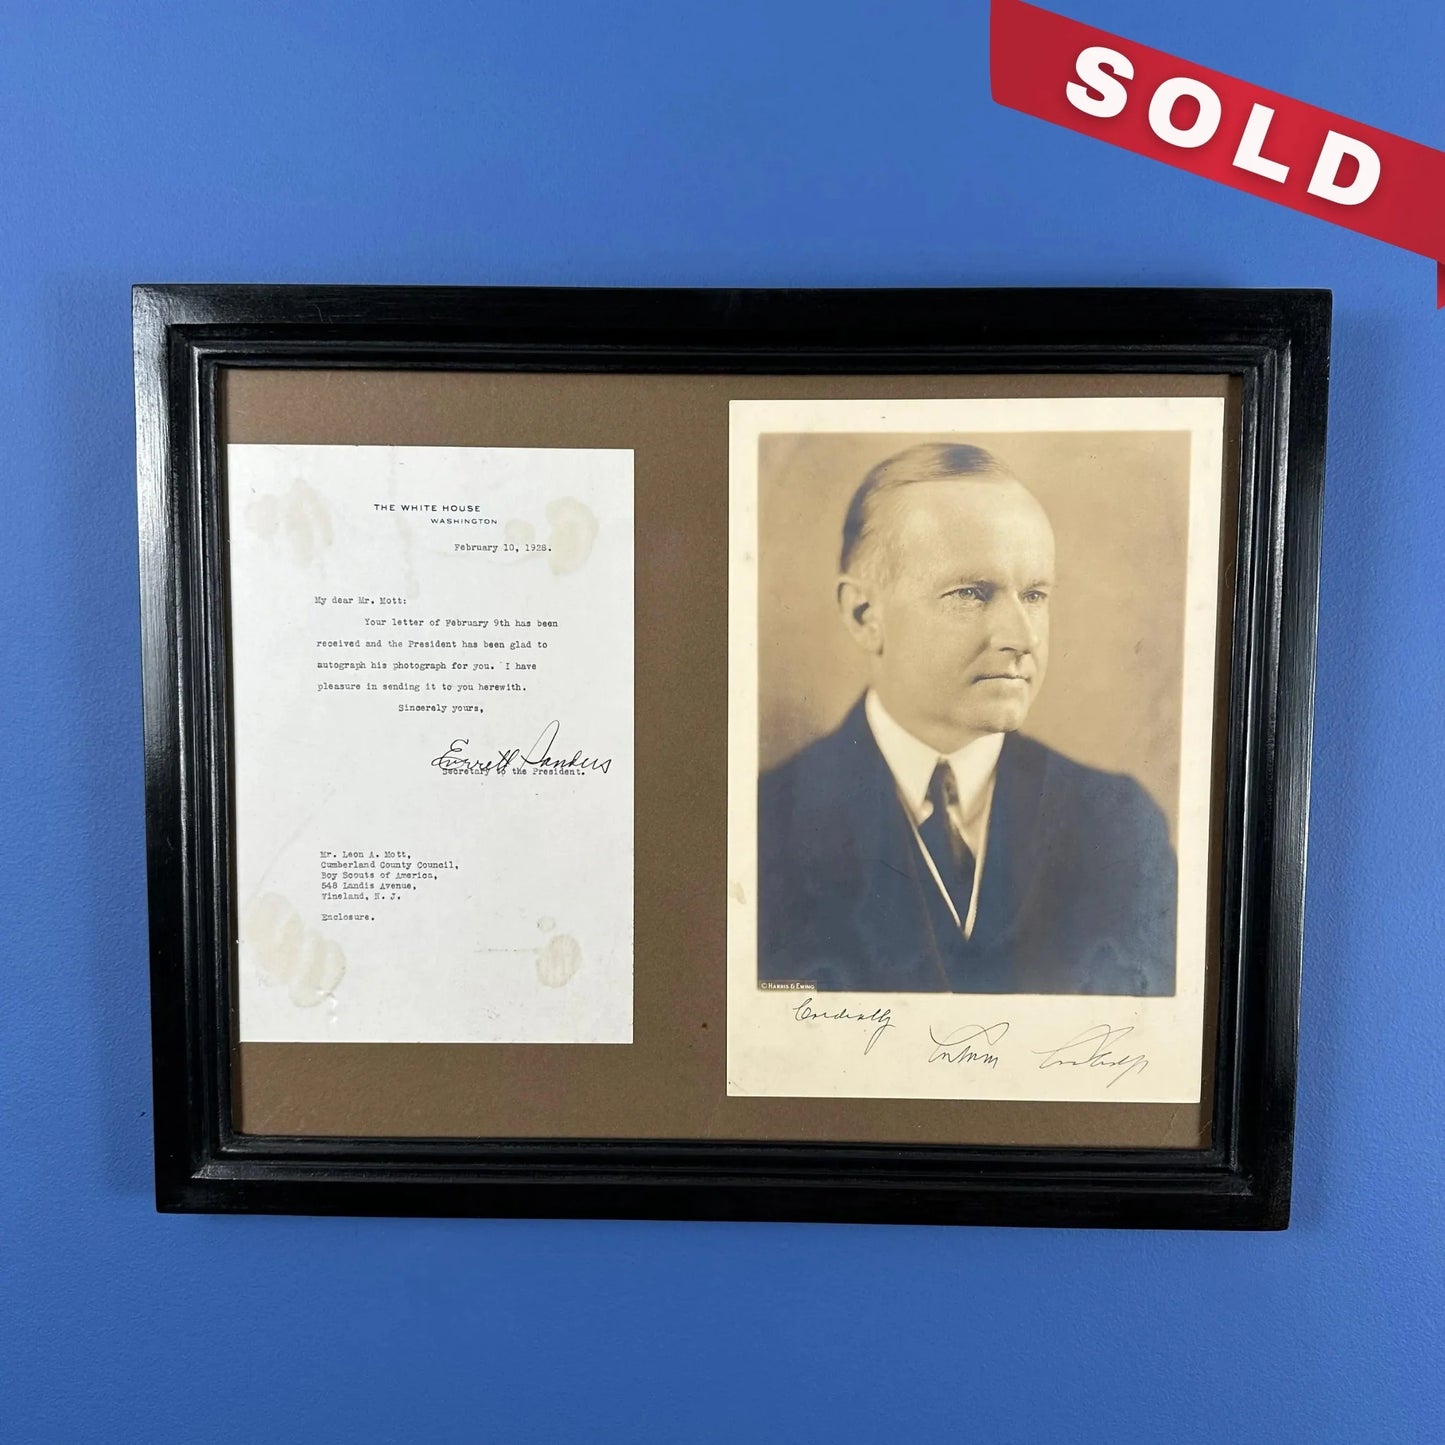 SOLD
THE WHITE HOUSE
WASHINGTON
February 10, 1928.
My dear Mr. Mott:
Your letter of February 9th has been
received and the President has been glad to
autograph his photograph for you. I have
pleasure in sending it to you herewith.
Sincerely yours,
Everett Sanders
Secretary to the President.
Mr. Leon A. Mott,
Cumberland County Council,
Boy Scouts of America,
548 Landis Avenue,
Vineland, N. J.
Enclosure.
© HARRIS & EWING
Cordially
Calvin Coolidge